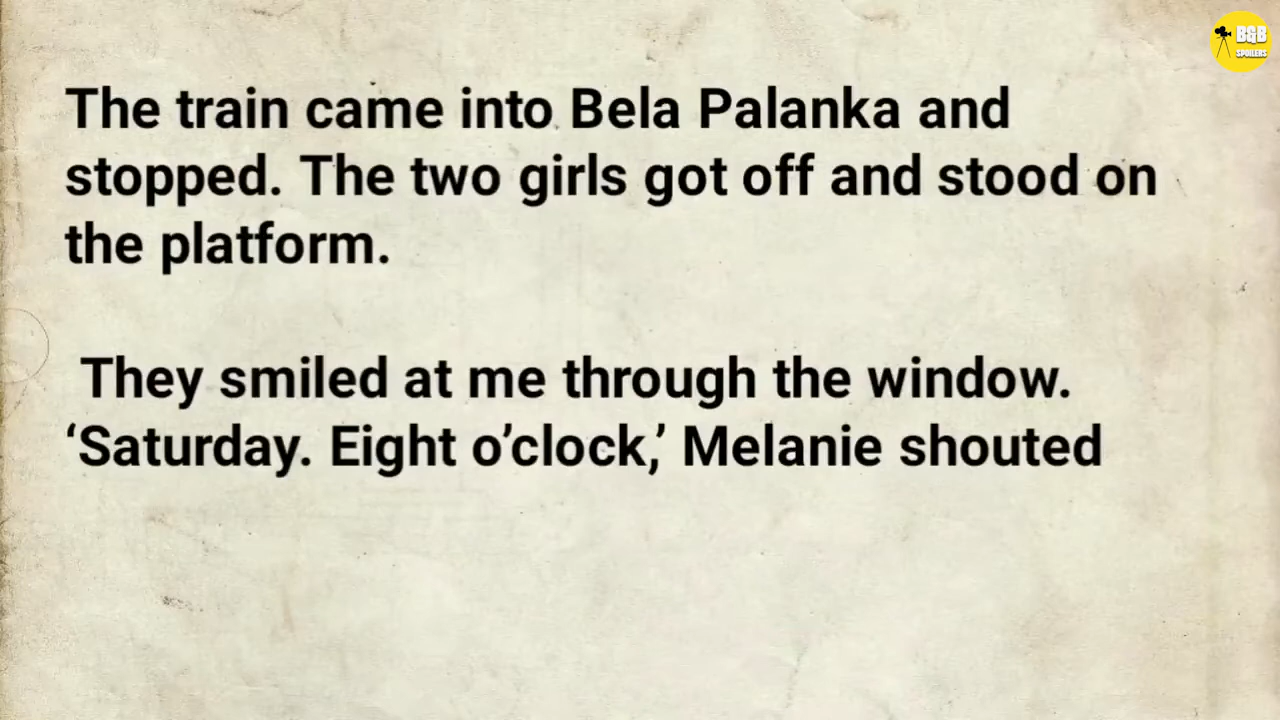 B&B
SPOILERS
The train came into Bela Palanka and
stopped. The two girls got off and stood on
the platform.
They smiled at me through the window.
‘Saturday. Eight o’clock,’ Melanie shouted